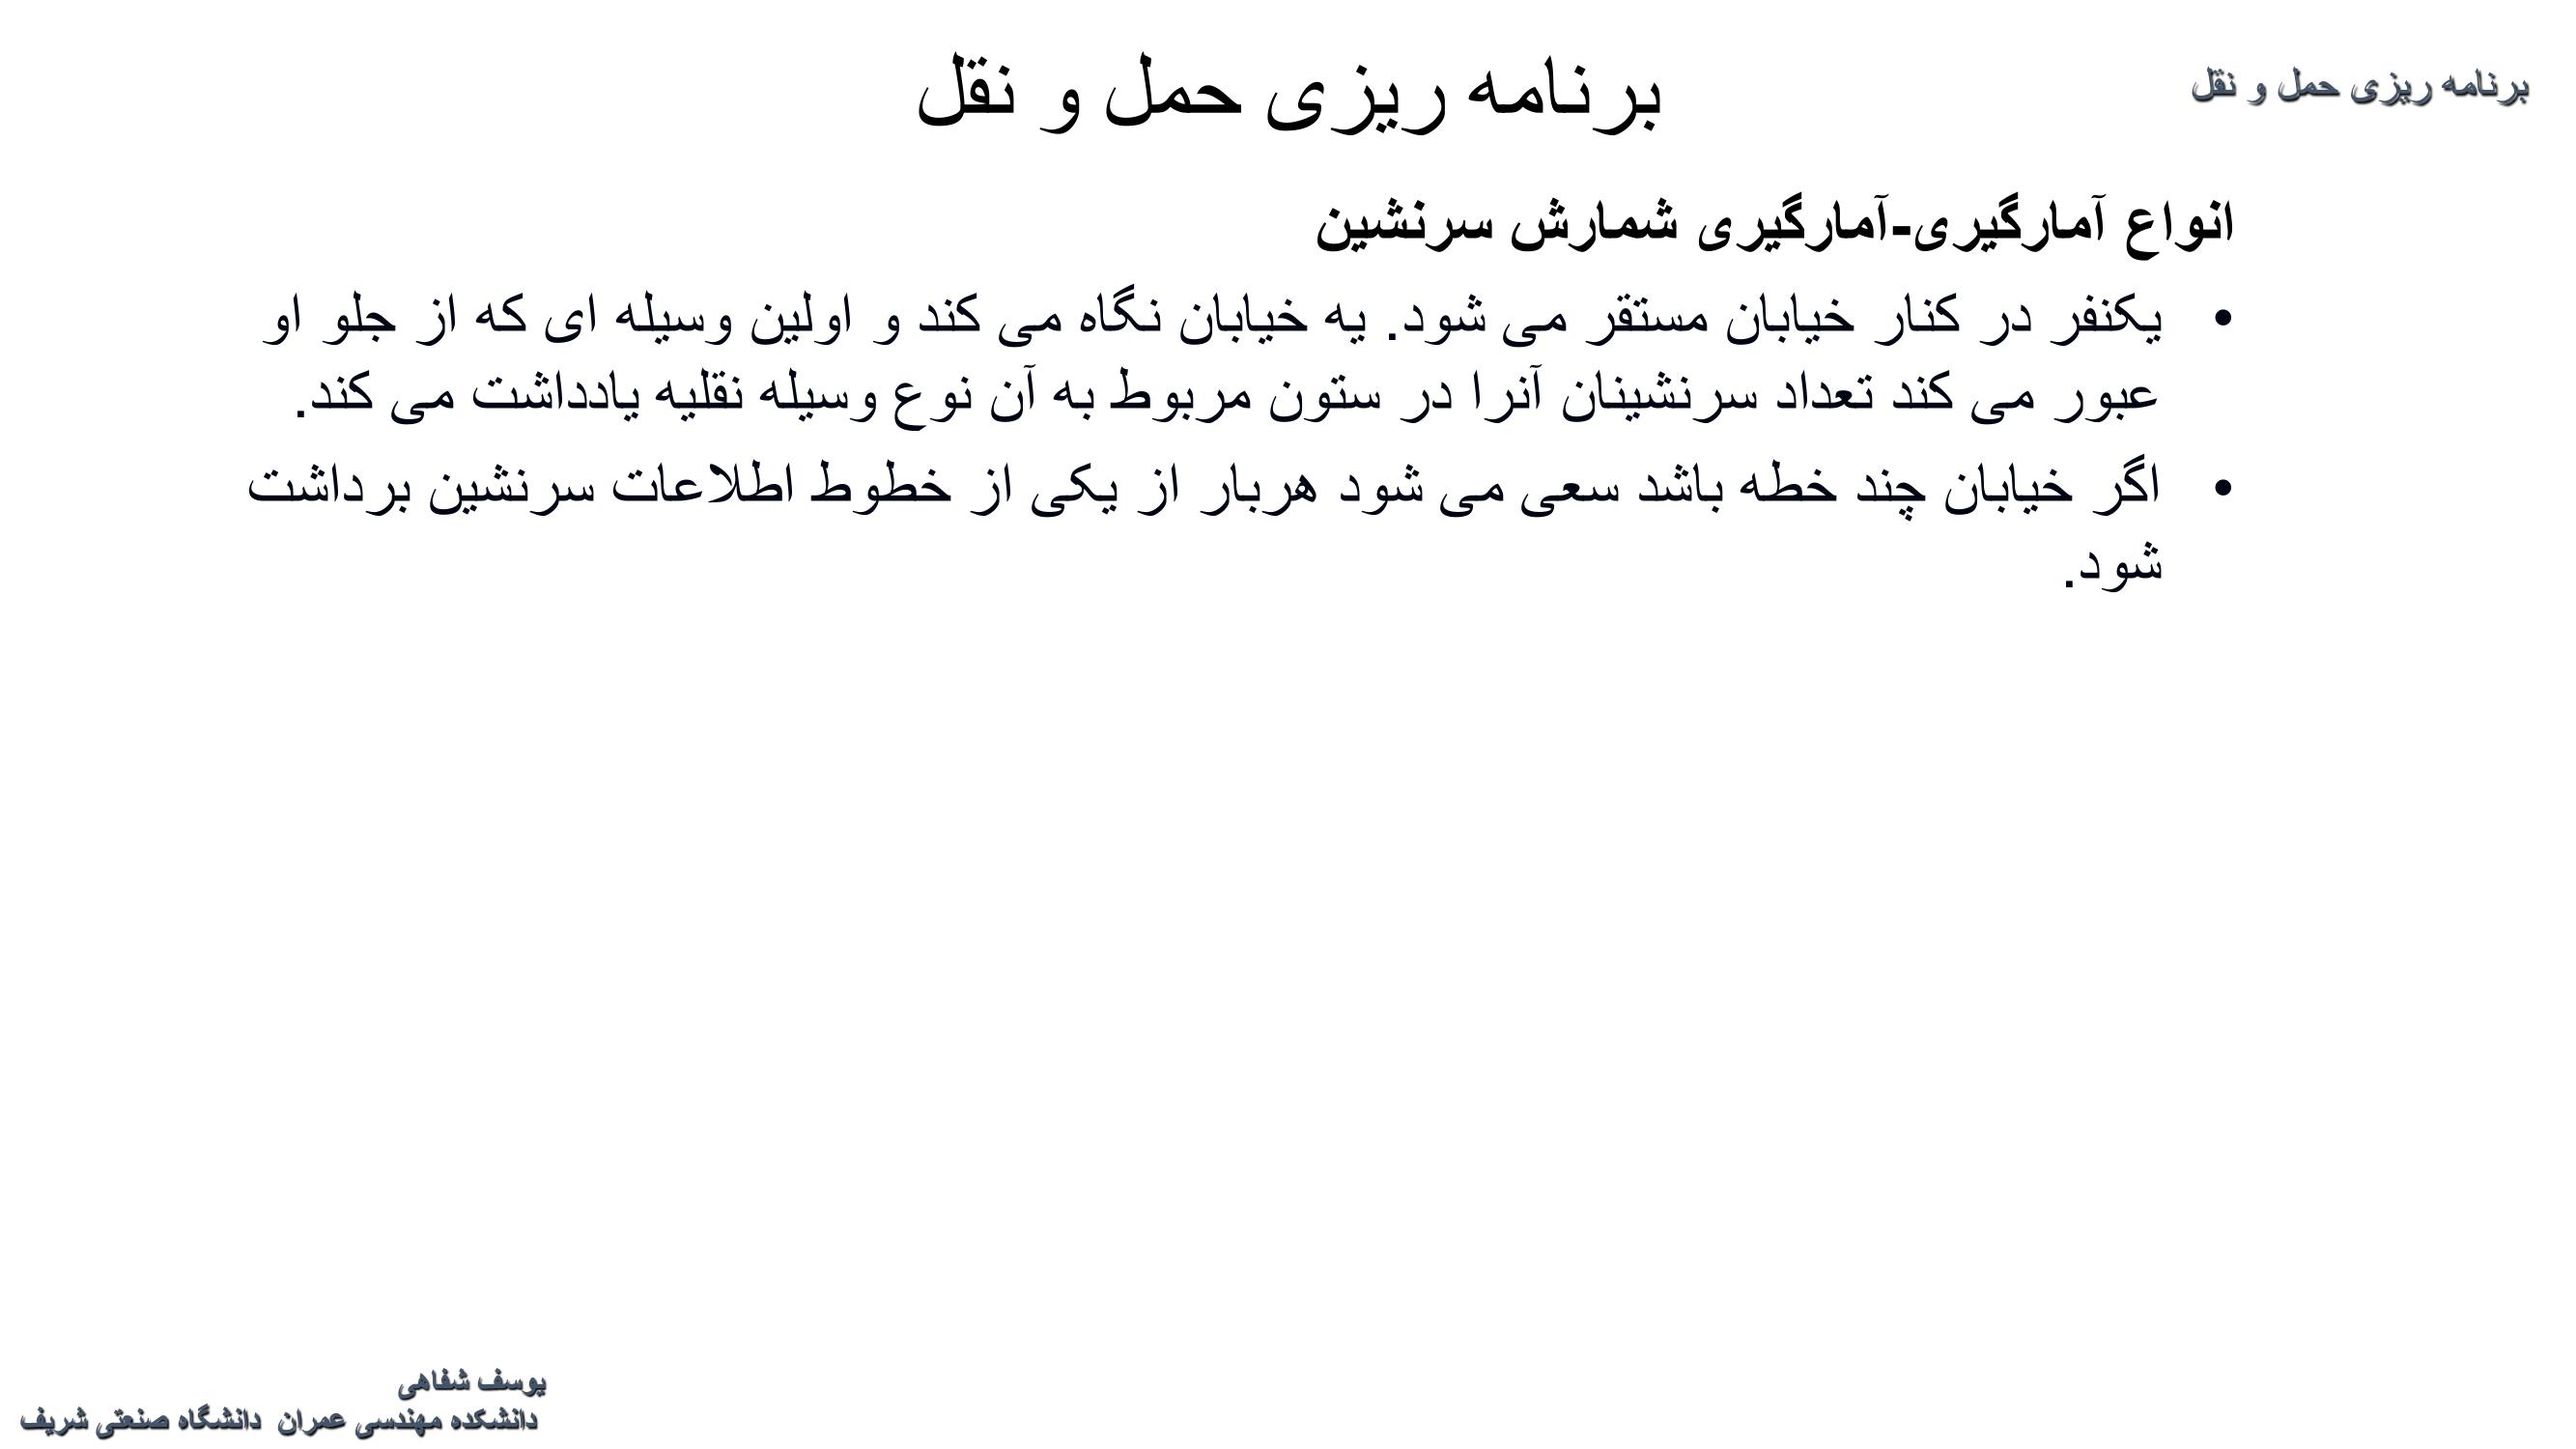 برنامه ریزی حمل و نقل
برنامه ریزی حمل و نقل
انواع آمارگیری-آمارگیری شمارش سرنشین
• یکنفر در کنار خیابان مستقر می شود. یه خیابان نگاه می کند و اولین وسیله ای که از جلو او
عبور می کند تعداد سرنشینان آنرا در ستون مربوط به آن نوع وسیله نقلیه یادداشت می کند.
• اگر خیابان چند خطه باشد سعی می شود هربار از یکی از خطوط اطلاعات سرنشین برداشت
شود.
یوسف شفاهی
دانشکده مهندسی عمران دانشگاه صنعتی شریف